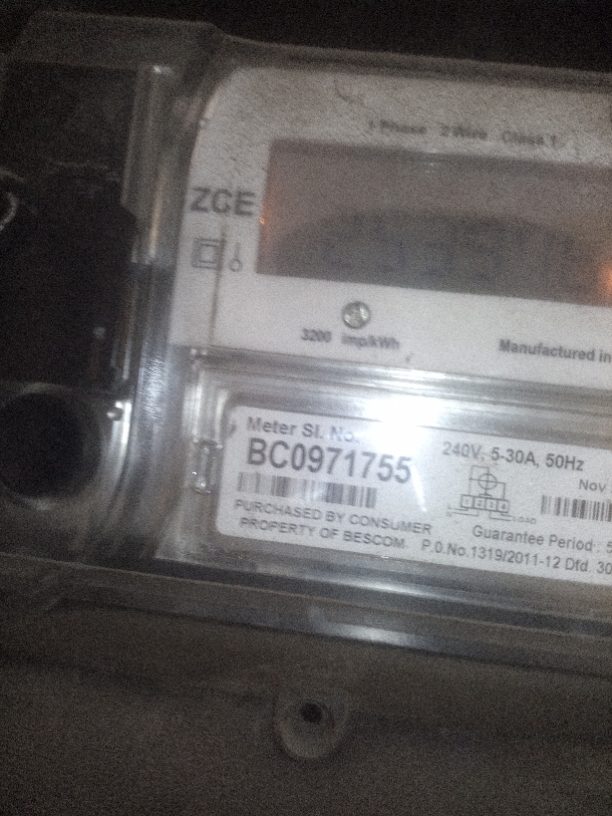 1 Phase 2 Wire Class 1
ZCE
3200 imp/kWh
Manufactured in
Meter Sl. No.
BC0971755
240V, 5-30A, 50Hz
Nov
PURCHASED BY CONSUMER
PROPERTY OF BESCOM.
Guarantee Period : 5
P.O.No.1319/2011-12 Dtd. 30